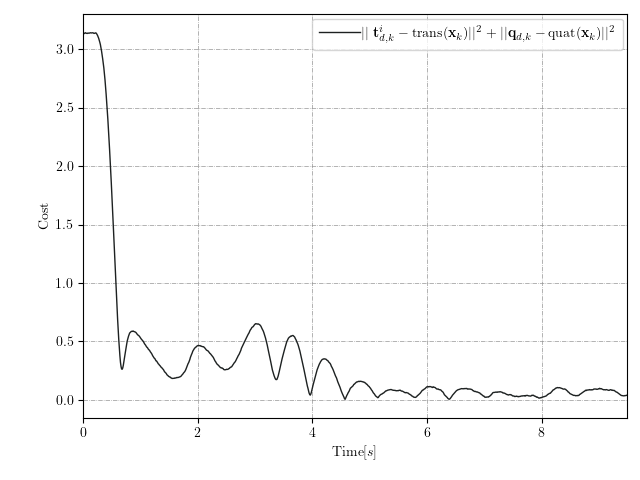 || t^i_{d,k} − trans(x_k)||^2 + ||q_{d,k} − quat(x_k)||^2
3.0
2.5
2.0
1.5
1.0
0.5
0.0
Cost
0 2 4 6 8
Time[s]